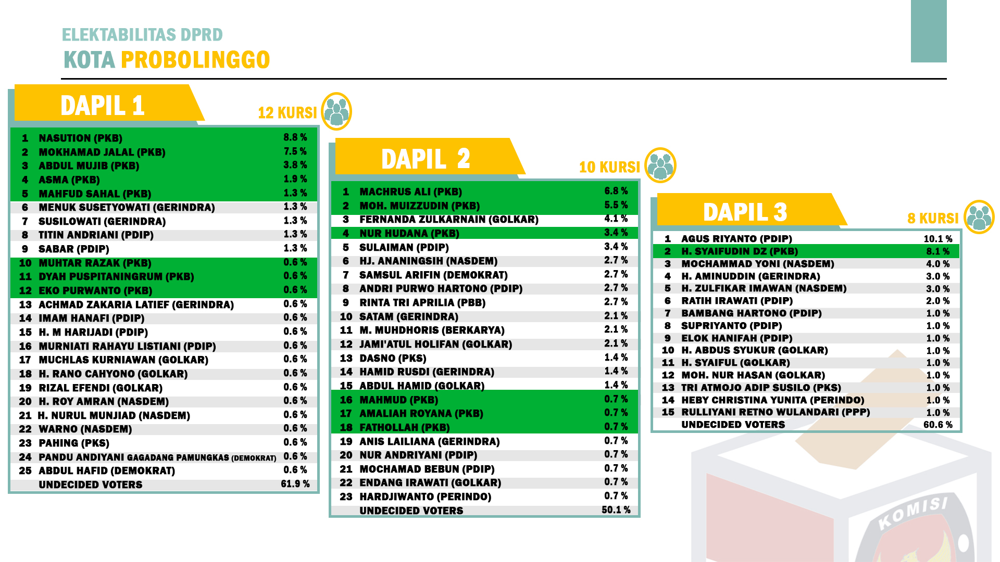 ELEKTABILITAS DPRD
KOTA PROBOLINGGO
DAPIL 1
12 KURSI
1 NASUTION (PKB) 8.8 %
2 MOKHAMAD JALAL (PKB) 7.5 %
3 ABDUL MUJIB (PKB) 3.8 %
4 ASMA (PKB) 1.9 %
5 MAHFUD SAHAL (PKB) 1.3 %
6 MENUK SUSETYOWATI (GERINDRA) 1.3 %
7 SUSILOWATI (GERINDRA) 1.3 %
8 TITIN ANDRIANI (PDIP) 1.3 %
9 SABAR (PDIP) 1.3 %
10 MUHTAR RAZAK (PKB) 0.6 %
11 DYAH PUSPITANINGRUM (PKB) 0.6 %
12 EKO PURWANTO (PKB) 0.6 %
13 ACHMAD ZAKARIA LATIEF (GERINDRA) 0.6 %
14 IMAM HANAFI (PDIP) 0.6 %
15 H. M HARIJADI (PDIP) 0.6 %
16 MURNIATI RAHAYU LISTIANI (PDIP) 0.6 %
17 MUCHLAS KURNIAWAN (GOLKAR) 0.6 %
18 H. RANO CAHYONO (GOLKAR) 0.6 %
19 RIZAL EFENDI (GOLKAR) 0.6 %
20 H. ROY AMRAN (NASDEM) 0.6 %
21 H. NURUL MUNJIAD (NASDEM) 0.6 %
22 WARNO (NASDEM) 0.6 %
23 PAHING (PKS) 0.6 %
24 PANDU ANDIYANI GAGADANG PAMUNGKAS (DEMOKRAT) 0.6 %
25 ABDUL HAFID (DEMOKRAT) 0.6 %
UNDECIDED VOTERS 61.9 %
DAPIL 2
10 KURSI
1 MACHRUS ALI (PKB) 6.8 %
2 MOH. MUIZZUDIN (PKB) 5.5 %
3 FERNANDA ZULKARNAIN (GOLKAR) 4.1 %
4 NUR HUDANA (PKB) 3.4 %
5 SULAIMAN (PDIP) 3.4 %
6 HJ. ANANINGSIH (NASDEM) 2.7 %
7 SAMSUL ARIFIN (DEMOKRAT) 2.7 %
8 ANDRI PURWO HARTONO (PDIP) 2.7 %
9 RINTA TRI APRILIA (PBB) 2.7 %
10 SATAM (GERINDRA) 2.1 %
11 M. MUHDHORIS (BERKARYA) 2.1 %
12 JAMI'ATUL HOLIFAN (GOLKAR) 2.1 %
13 DASNO (PKS) 1.4 %
14 HAMID RUSDI (GERINDRA) 1.4 %
15 ABDUL HAMID (GOLKAR) 1.4 %
16 MAHMUD (PKB) 0.7 %
17 AMALIAH ROYANA (PKB) 0.7 %
18 FATHOLLAH (PKB) 0.7 %
19 ANIS LAILIANA (GERINDRA) 0.7 %
20 NUR ANDRIYANI (PDIP) 0.7 %
21 MOCHAMAD BEBUN (PDIP) 0.7 %
22 ENDANG IRAWATI (GOLKAR) 0.7 %
23 HARDJIWANTO (PERINDO) 0.7 %
UNDECIDED VOTERS 50.1 %
DAPIL 3
8 KURSI
1 AGUS RIYANTO (PDIP) 10.1 %
2 H. SYAIFUDIN DZ (PKB) 8.1 %
3 MOCHAMMAD YONI (NASDEM) 4.0 %
4 H. AMINUDDIN (GERINDRA) 3.0 %
5 H. ZULFIKAR IMAWAN (NASDEM) 3.0 %
6 RATIH IRAWATI (PDIP) 2.0 %
7 BAMBANG HARTONO (PDIP) 1.0 %
8 SUPRIYANTO (PDIP) 1.0 %
9 ELOK HANIFAH (PDIP) 1.0 %
10 H. ABDUS SYUKUR (GOLKAR) 1.0 %
11 H. SYAIFUL (GOLKAR) 1.0 %
12 MOH. NUR HASAN (GOLKAR) 1.0 %
13 TRI ATMOJO ADIP SUSILO (PKS) 1.0 %
14 HEBY CHRISTINA YUNITA (PERINDO) 1.0 %
15 RULLIYANI RETNO WULANDARI (PPP) 1.0 %
UNDECIDED VOTERS 60.6 %
KOMISI